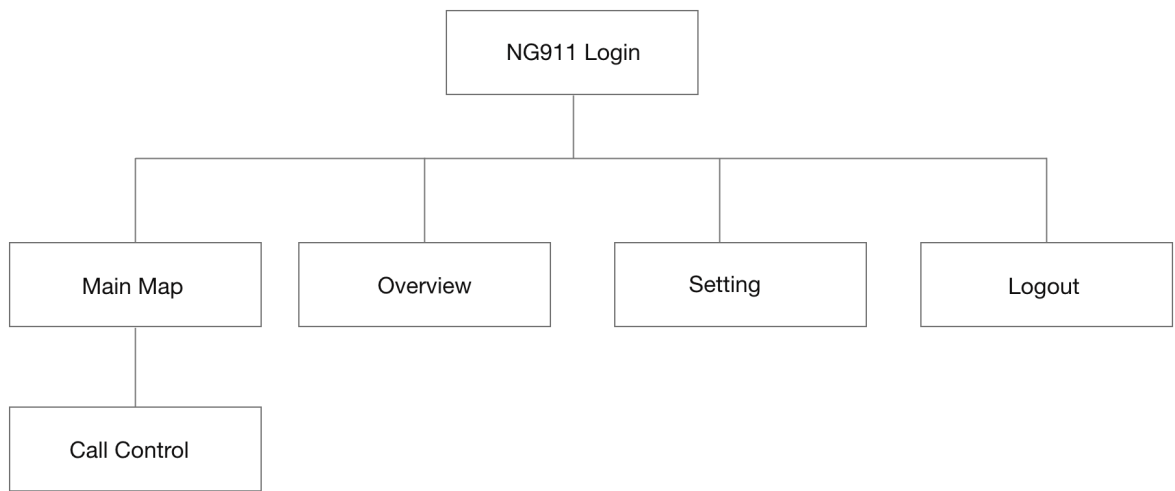 NG911 Login
Main Map
Overview
Setting
Logout
Call Control